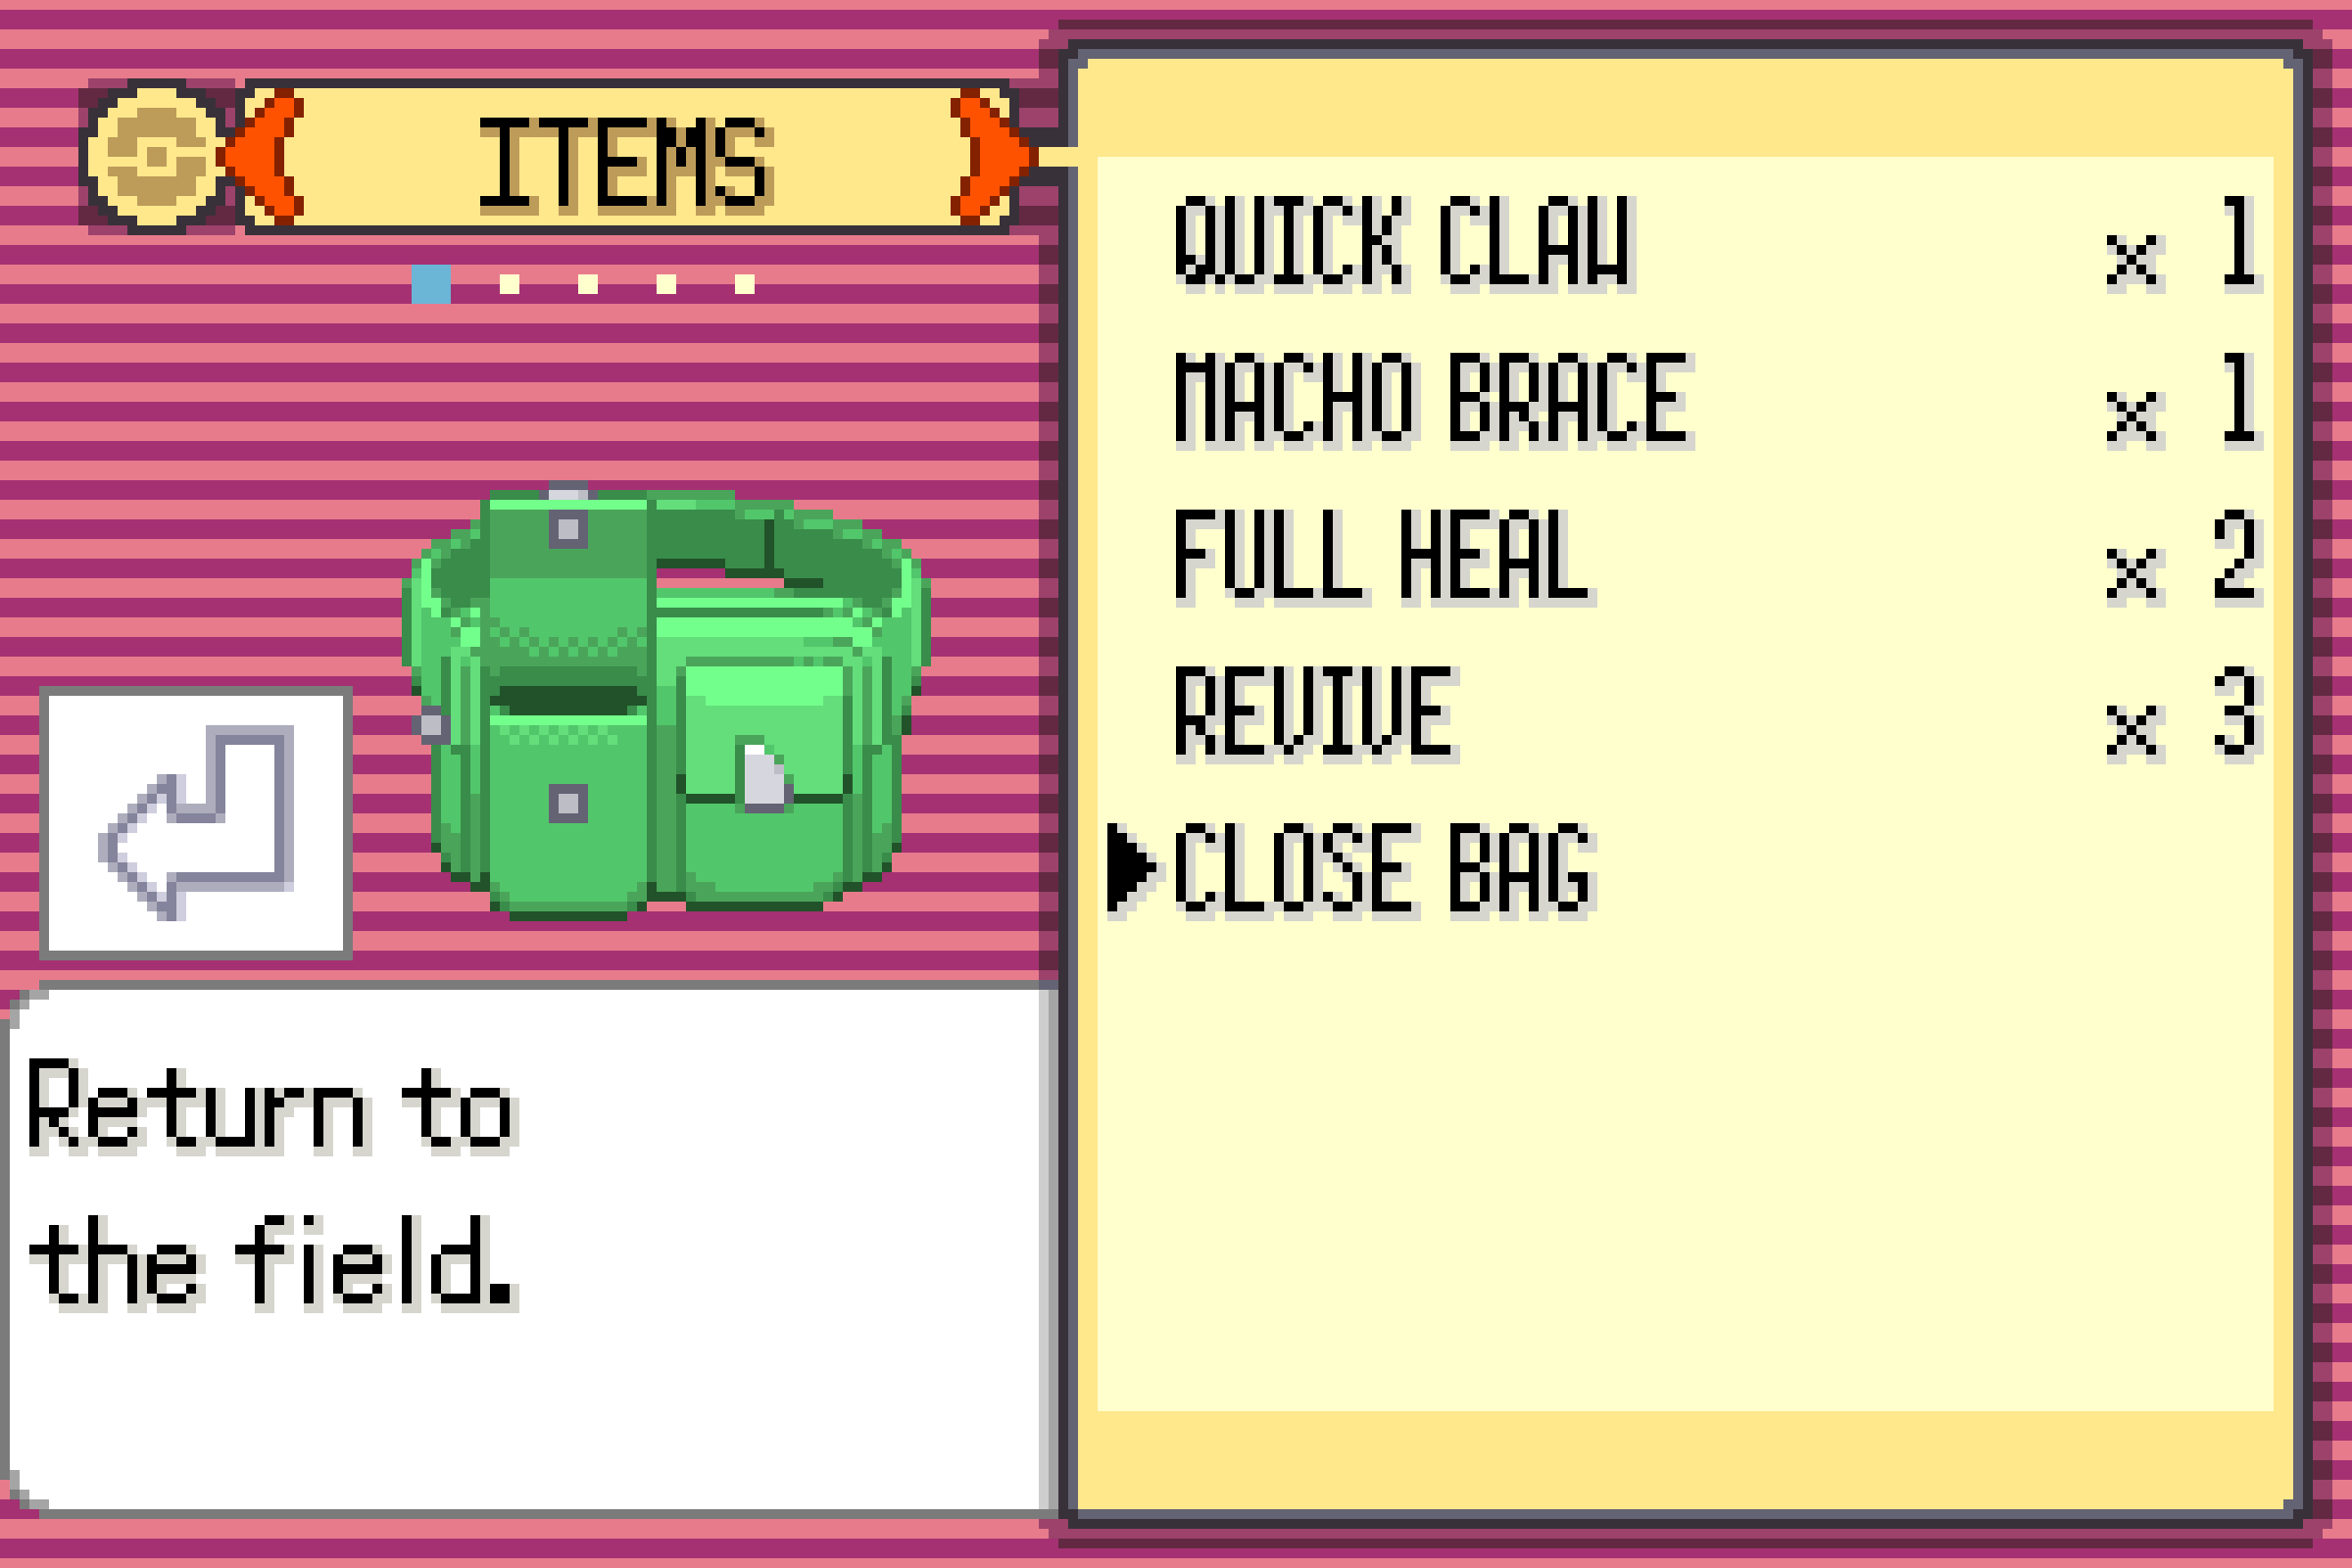 ITEMS
QUICK CLAW × 1
MACHO BRACE × 1
FULL HEAL × 2
REVIVE × 3
▶CLOSE BAG
Return to
the field.